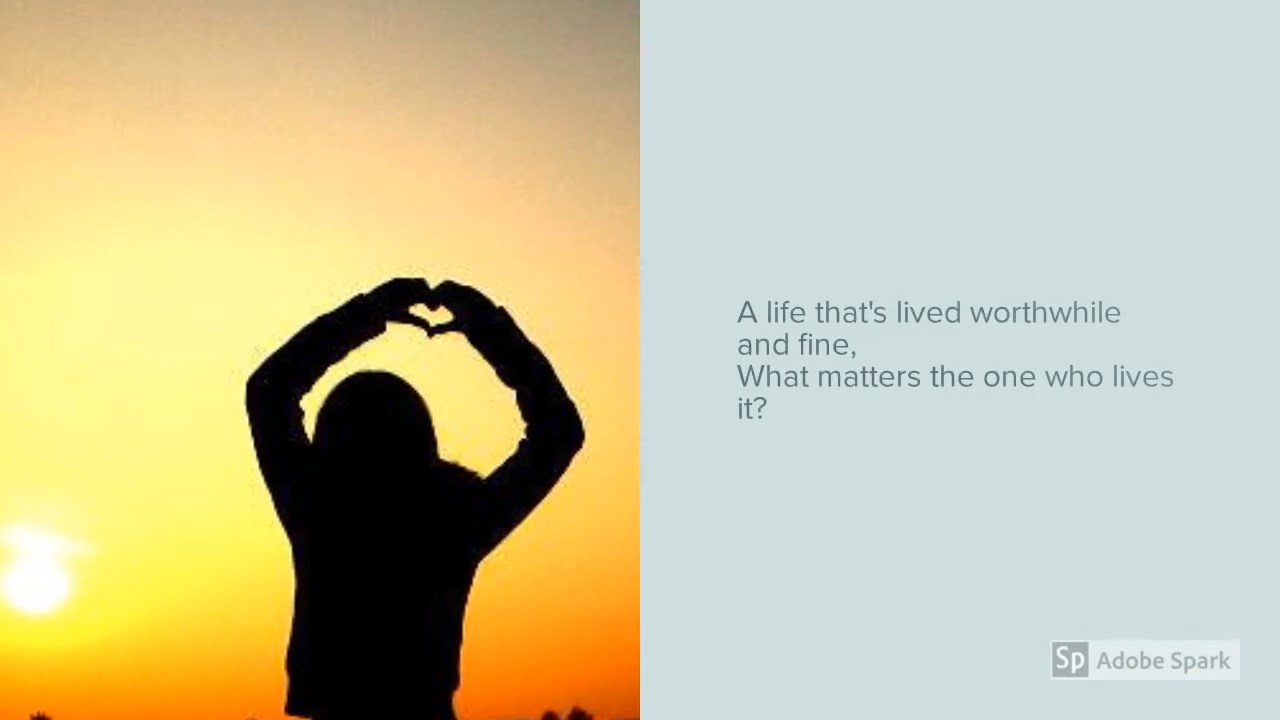 A life that's lived worthwhile
and fine,
What matters the one who lives
it?
Sp Adobe Spark